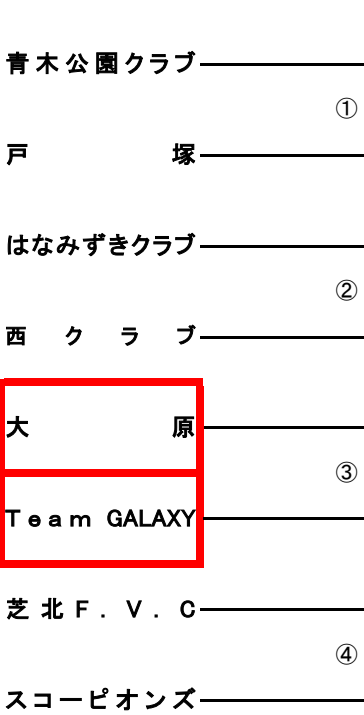 青木公園クラブ
①
戸塚
はなみずきクラブ
②
西クラブ
大原
③
Team GALAXY
芝北F.V.C
④
スコーピオンズ